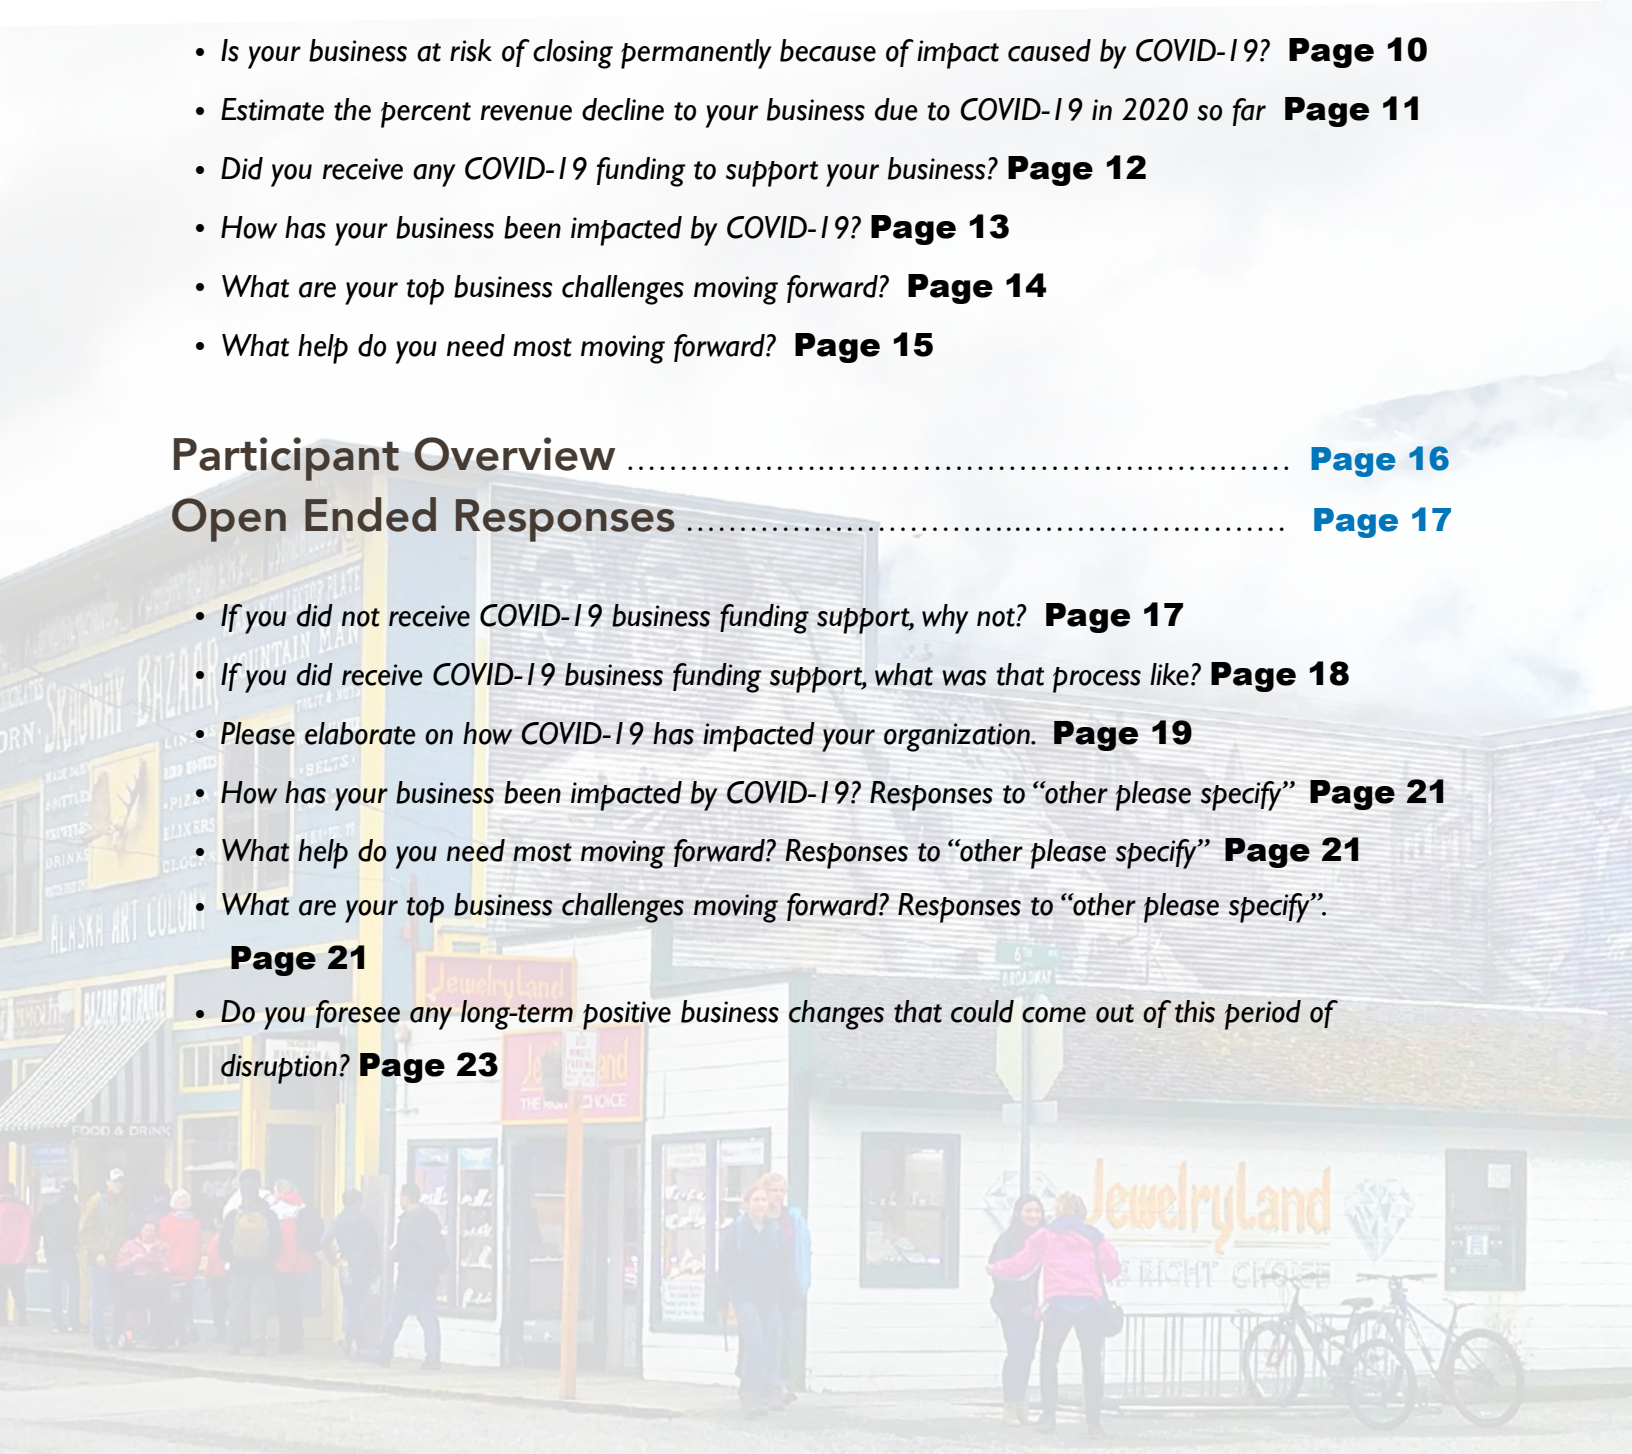 • Is your business at risk of closing permanently because of impact caused by COVID-19? Page 10
• Estimate the percent revenue decline to your business due to COVID-19 in 2020 so far Page 11
• Did you receive any COVID-19 funding to support your business? Page 12
• How has your business been impacted by COVID-19? Page 13
• What are your top business challenges moving forward? Page 14
• What help do you need most moving forward? Page 15
Participant Overview ........................................................ Page 16
Open Ended Responses .................................................. Page 17
• If you did not receive COVID-19 business funding support, why not? Page 17
• If you did receive COVID-19 business funding support, what was that process like? Page 18
• Please elaborate on how COVID-19 has impacted your organization. Page 19
• How has your business been impacted by COVID-19? Responses to “other please specify” Page 21
• What help do you need most moving forward? Responses to “other please specify” Page 21
• What are your top business challenges moving forward? Responses to “other please specify”.
Page 21
• Do you foresee any long-term positive business changes that could come out of this period of
disruption? Page 23
SKAGWAY BAZAAR
MOUNTAIN MAN
BELTS
PIZZA
ELIXERS
CLOCKS
DRINKS
ALASKA ART COLONY
BAZAAR ENTRANCE
FOOD & DRINK
JewelryLand
6TH
BROADWAY
JewelryLand
THE RIGHT CHOICE
JewelryLand
THE RIGHT CHOICE